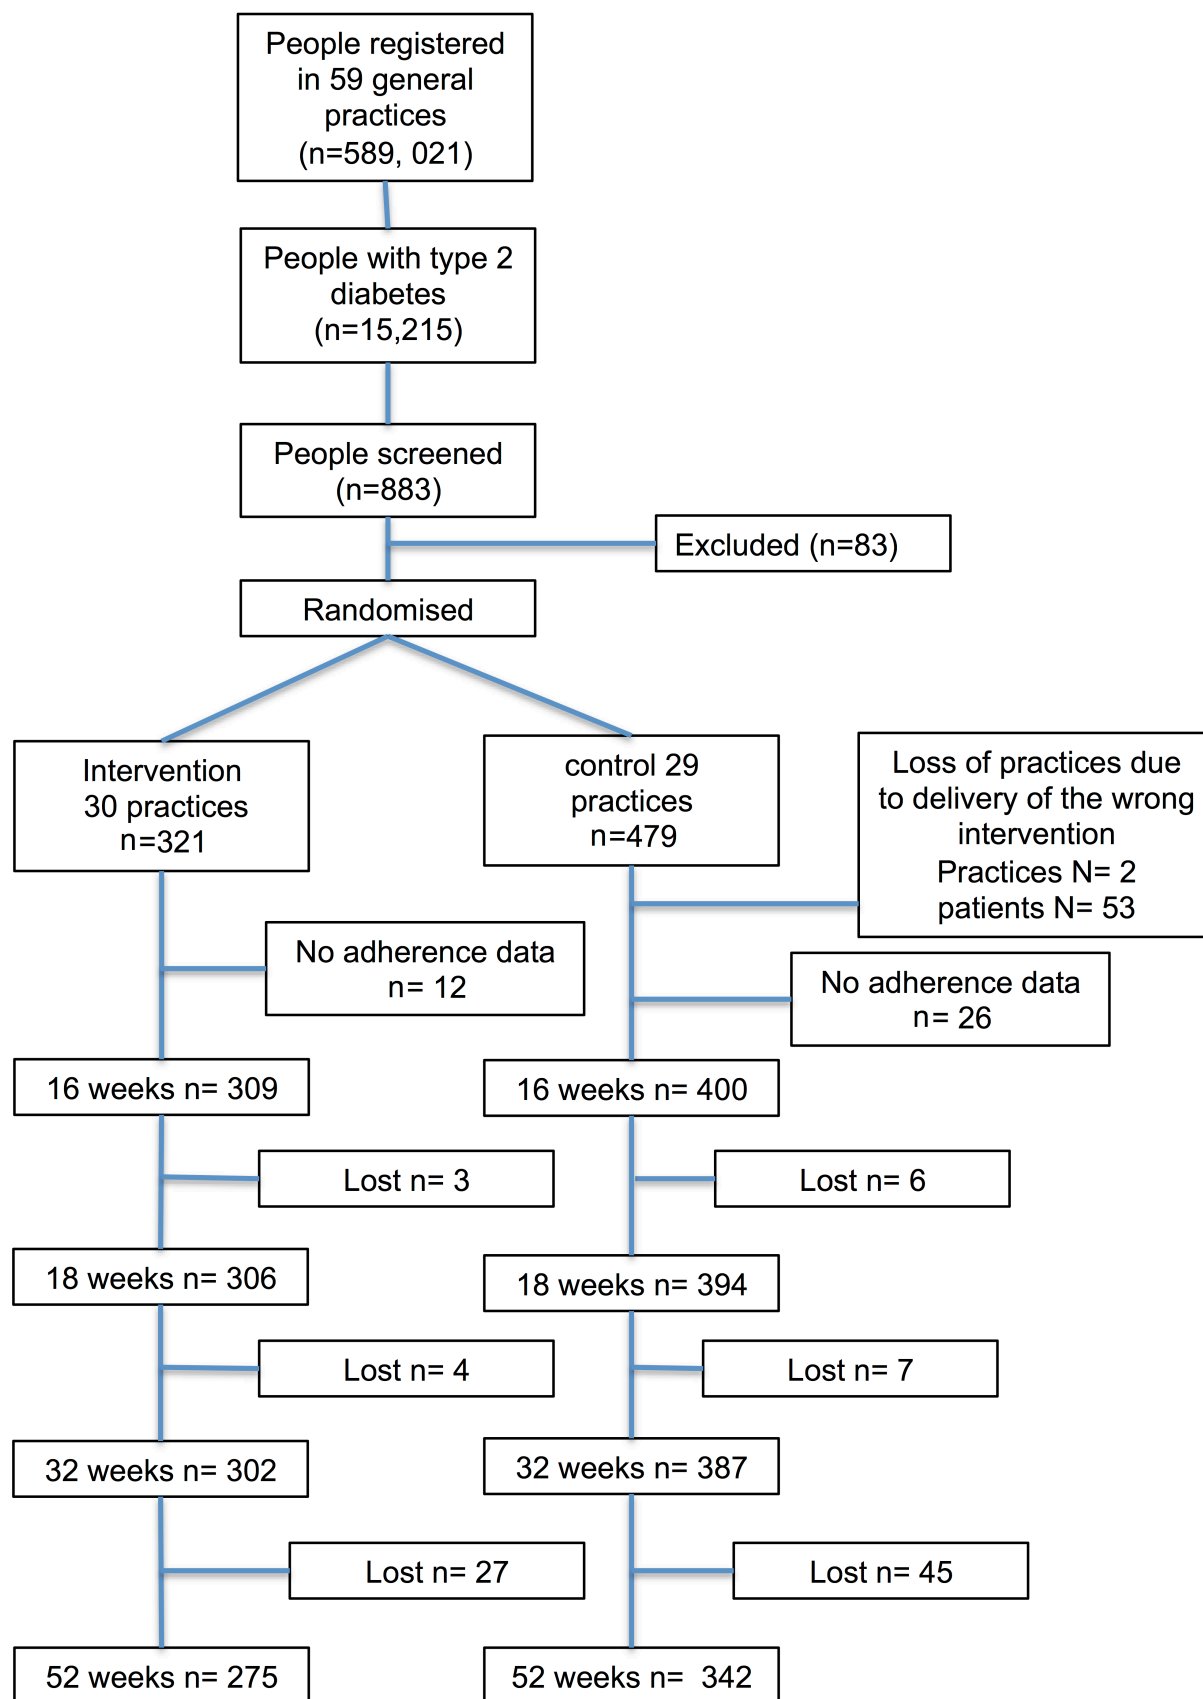 People registered
in 59 general
practices
(n=589, 021)
People with type 2
diabetes
(n=15,215)
People screened
(n=883)
Excluded (n=83)
Randomised
Intervention
30 practices
n=321
control 29
practices
n=479
Loss of practices due
to delivery of the wrong
intervention
Practices N= 2
patients N= 53
No adherence data
n= 12
No adherence data
n= 26
16 weeks n= 309
16 weeks n= 400
Lost n= 3
Lost n= 6
18 weeks n= 306
18 weeks n= 394
Lost n= 4
Lost n= 7
32 weeks n= 302
32 weeks n= 387
Lost n= 27
Lost n= 45
52 weeks n= 275
52 weeks n= 342